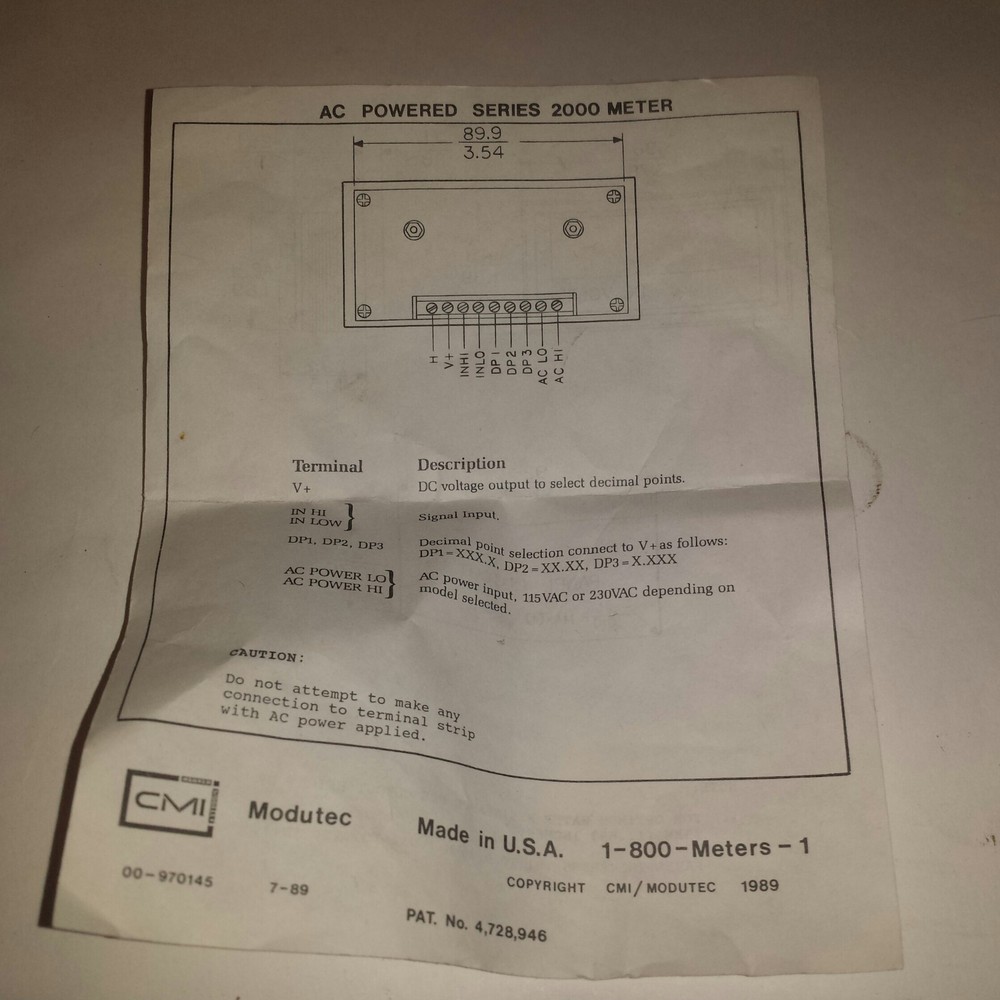 AC POWERED SERIES 2000 METER
89.9
3.54
H
V+
INHI
INLO
DP1
DP2
DP3
AC LO
AC HI
Terminal Description
V+ DC voltage output to select decimal points.
IN HI
IN LOW
Signal Input.
DP1, DP2, DP3 Decimal point selection connect to V+ as follows:
DP1=XXX.X, DP2=XX.XX, DP3=X.XXX
AC POWER LO AC power input, 115VAC or 230VAC depending on
AC POWER HI model selected.
CAUTION:
Do not attempt to make any
connection to terminal strip
with AC power applied.
CMI Modutec Made in U.S.A. 1-800-Meters-1
00-970145 7-89 COPYRIGHT CMI/MODUTEC 1989
PAT. No. 4,728,946